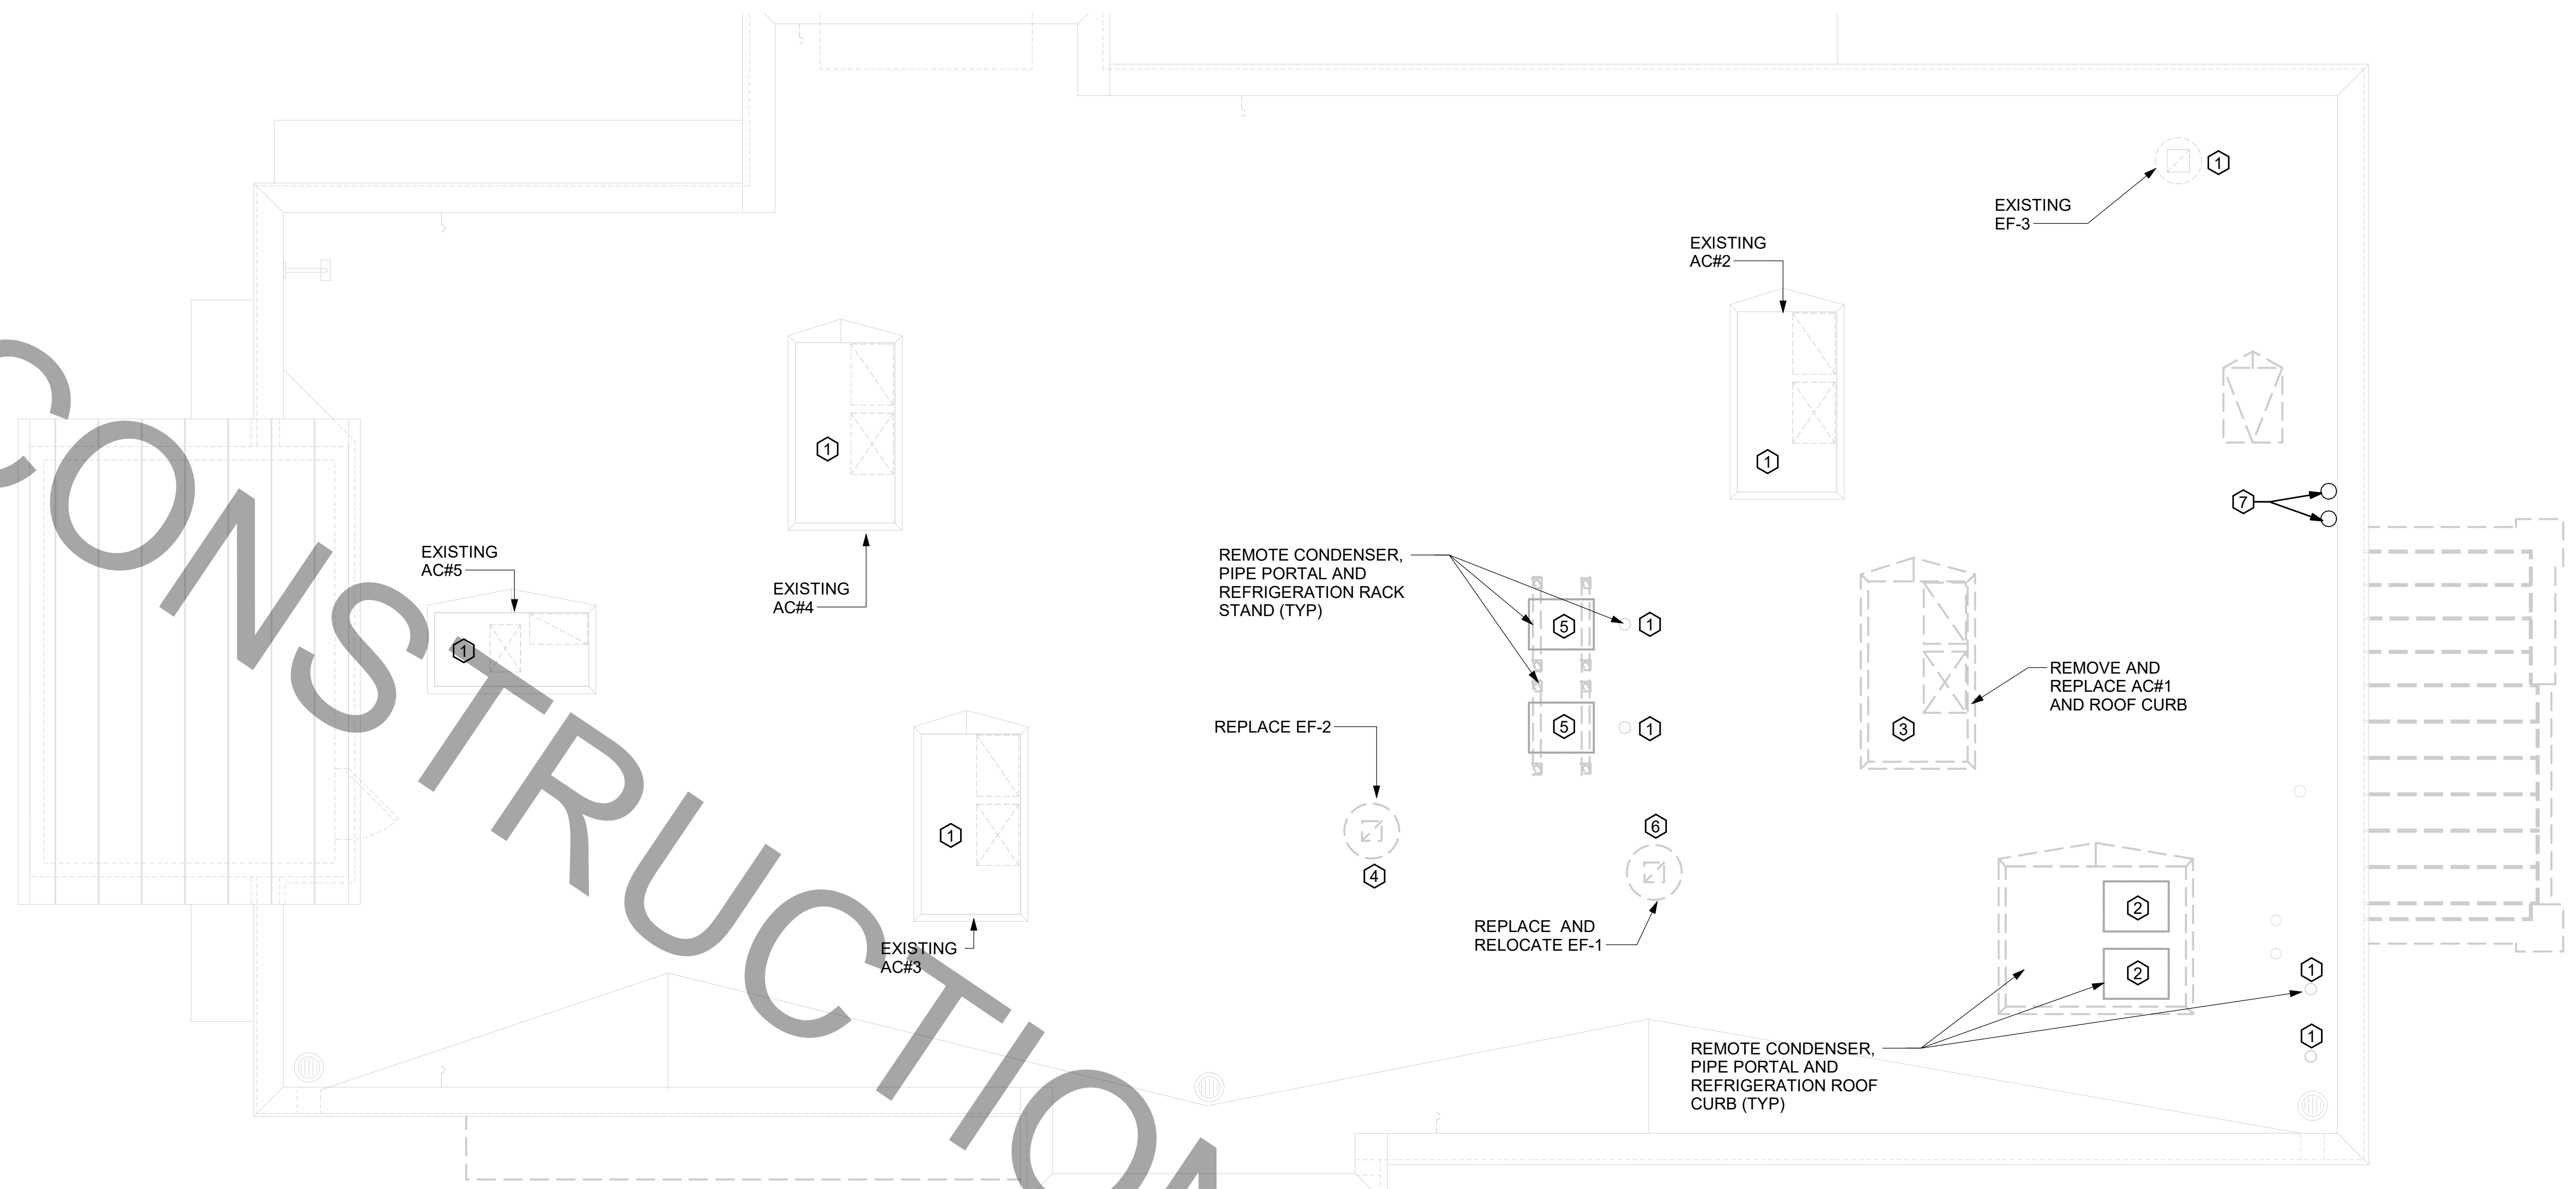 1
EXISTING
EF-3
EXISTING
AC#2
1
1
EXISTING
AC#4
7
EXISTING
AC#5
1
REMOTE CONDENSER,
PIPE PORTAL AND
REFRIGERATION RACK
STAND (TYP)
5
1
5
1
REMOVE AND
REPLACE AC#1
AND ROOF CURB
3
REPLACE EF-2
4
6
REPLACE AND
RELOCATE EF-1
1
EXISTING
AC#3
2
2
1
1
REMOTE CONDENSER,
PIPE PORTAL AND
REFRIGERATION ROOF
CURB (TYP)
CONSTRUCTION